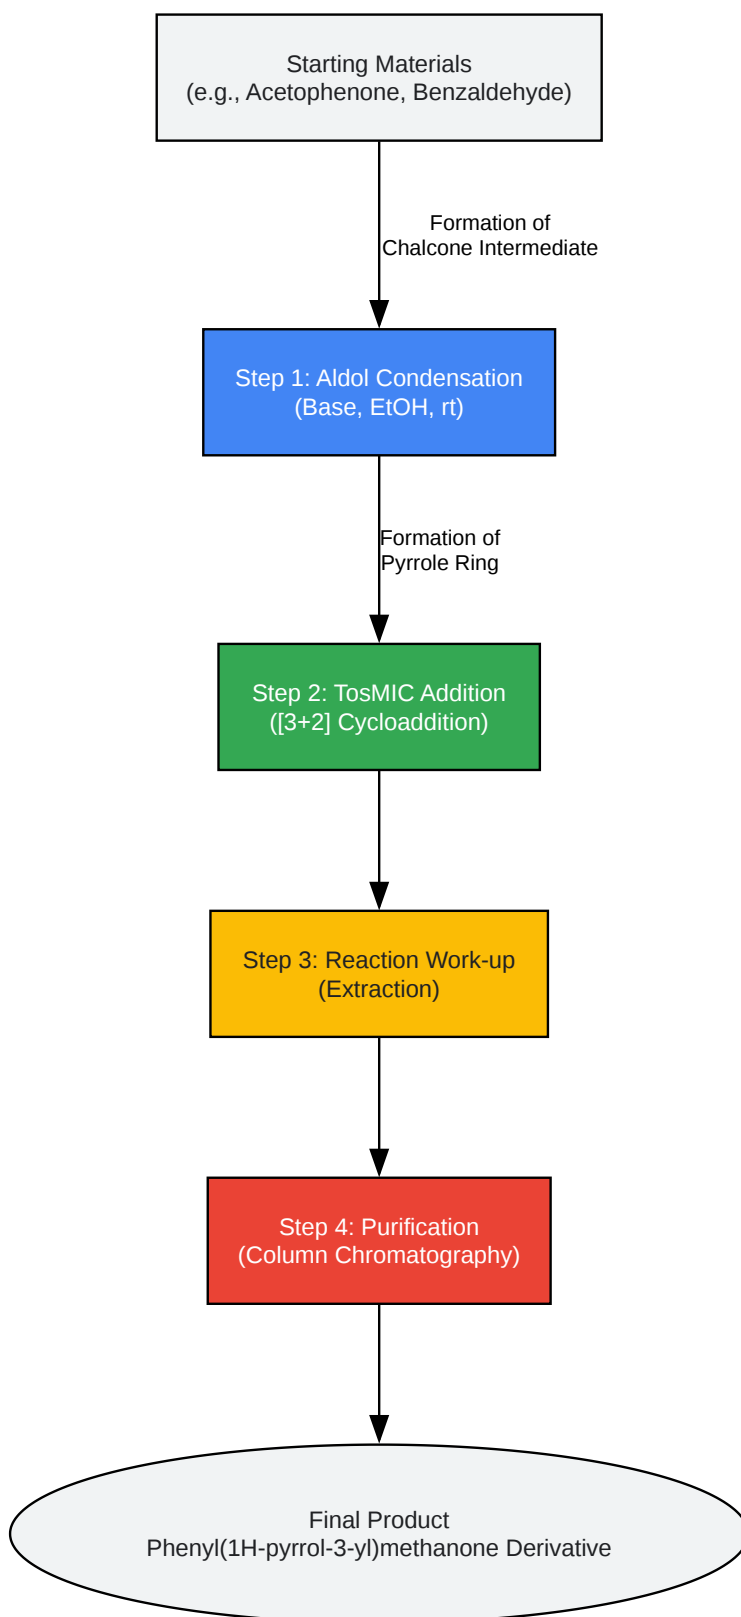 Starting Materials
(e.g., Acetophenone, Benzaldehyde)
Formation of
Chalcone Intermediate
Step 1: Aldol Condensation
(Base, EtOH, rt)
Formation of
Pyrrole Ring
Step 2: TosMIC Addition
([3+2] Cycloaddition)
Step 3: Reaction Work-up
(Extraction)
Step 4: Purification
(Column Chromatography)
Final Product
Phenyl(1H-pyrrol-3-yl)methanone Derivative